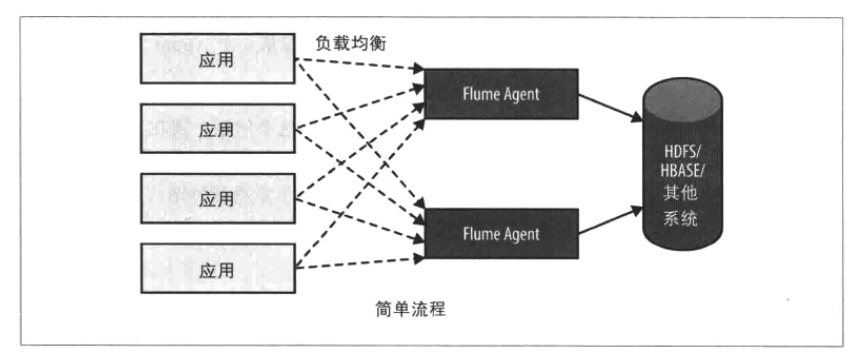 负载均衡
应用
应用
应用
应用
Flume Agent
Flume Agent
HDFS/
HBASE/
其他
系统
简单流程